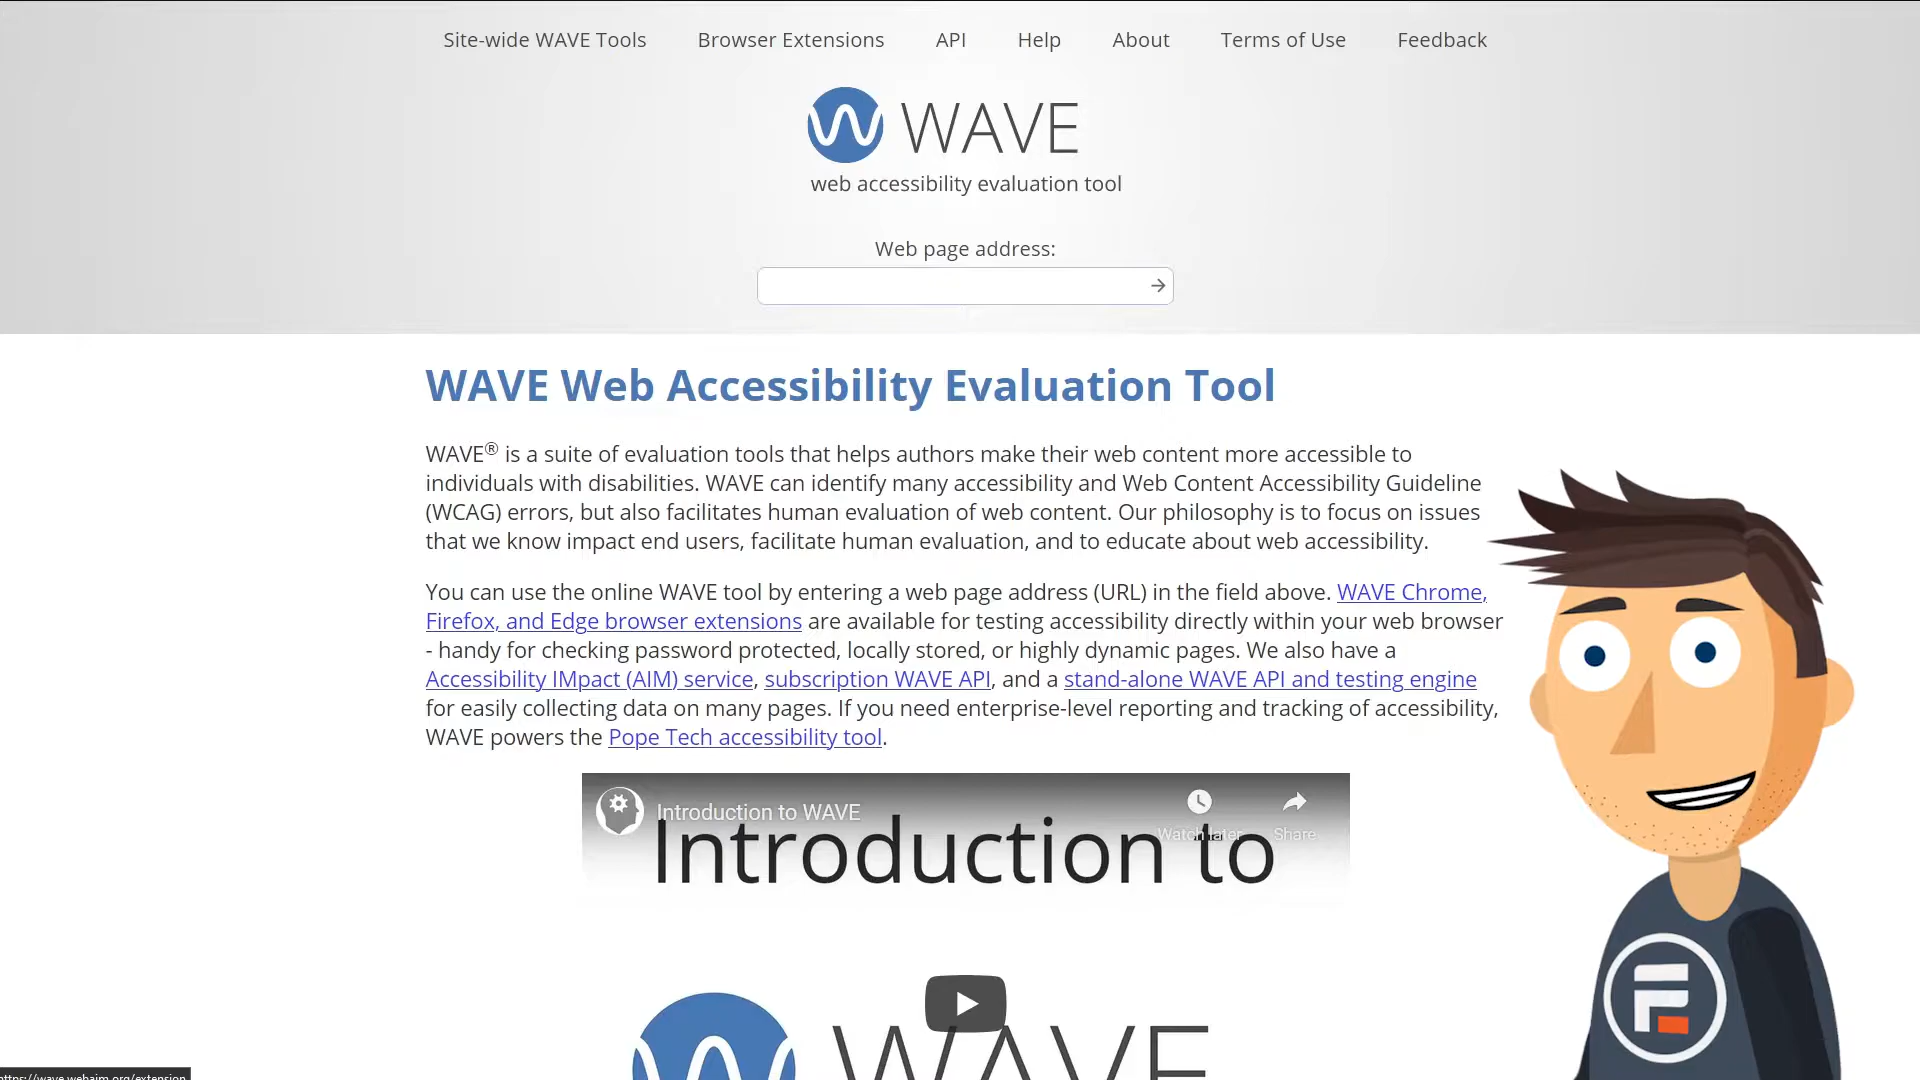 Site-wide WAVE Tools Browser Extensions API Help About Terms of Use Feedback
WAVE
web accessibility evaluation tool
Web page address:
WAVE Web Accessibility Evaluation Tool
WAVE® is a suite of evaluation tools that helps authors make their web content more accessible to
individuals with disabilities. WAVE can identify many accessibility and Web Content Accessibility Guideline
(WCAG) errors, but also facilitates human evaluation of web content. Our philosophy is to focus on issues
that we know impact end users, facilitate human evaluation, and to educate about web accessibility.
You can use the online WAVE tool by entering a web page address (URL) in the field above. WAVE Chrome,
Firefox, and Edge browser extensions are available for testing accessibility directly within your web browser
- handy for checking password protected, locally stored, or highly dynamic pages. We also have a
Accessibility IMpact (AIM) service, subscription WAVE API, and a stand-alone WAVE API and testing engine
for easily collecting data on many pages. If you need enterprise-level reporting and tracking of accessibility,
WAVE powers the Pope Tech accessibility tool.
Introduction to WAVE
Watch later Share
Introduction to
WAVE
https://wave.webaim.org/extension